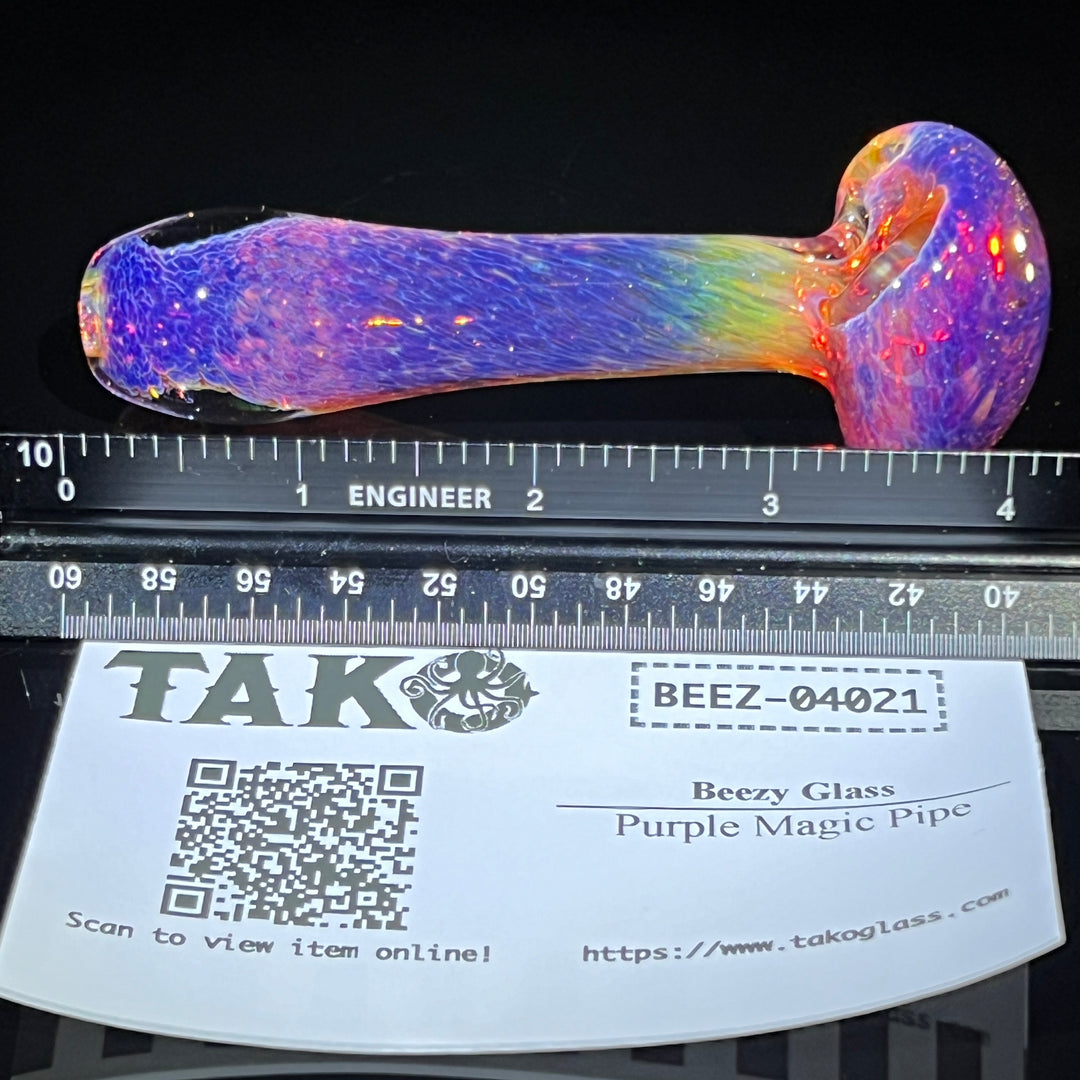 10
0 1 ENGINEER 2 3 4
60 58 56 54 52 50 48 46 44 42 40
TAKO
BEEZ-04021
Beezy Glass
Purple Magic Pipe
Scan to view item online!
https://www.takoglass.com